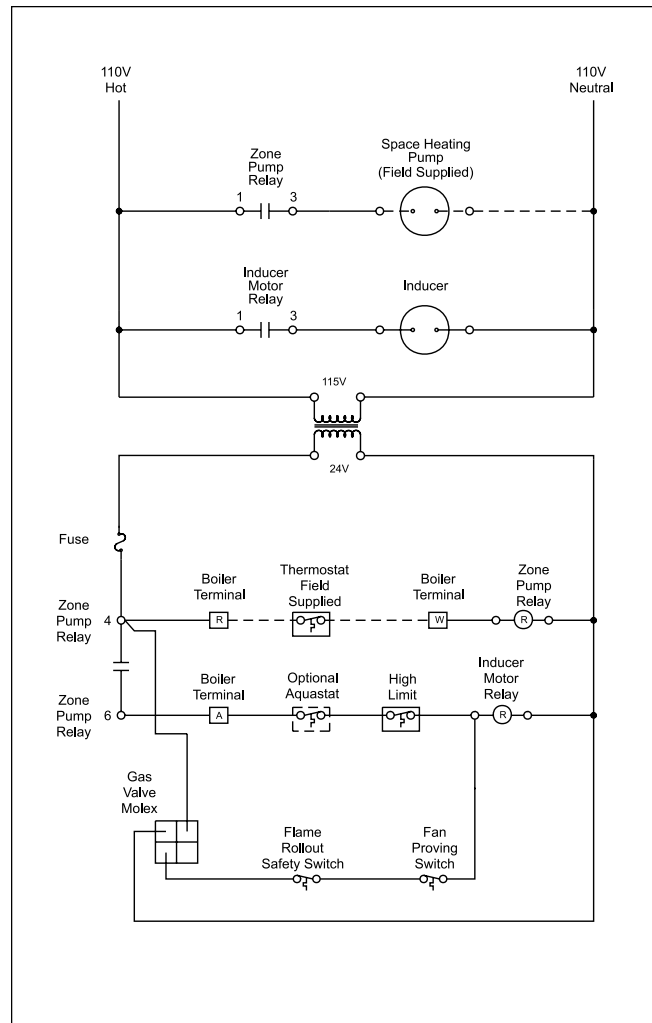 110V
Hot
110V
Neutral
Space Heating
Pump
(Field Supplied)
Zone
Pump
Relay
1
3
Inducer
Motor
Relay
Inducer
1
3
115V
24V
Fuse
Zone
Pump
Relay
4
Boiler
Terminal
R
Thermostat
Field
Supplied
Boiler
Terminal
W
Zone
Pump
Relay
R
Zone
Pump
Relay
6
Boiler
Terminal
A
Optional
Aquastat
High
Limit
Inducer
Motor
Relay
R
Gas
Valve
Molex
Flame
Rollout
Safety Switch
Fan
Proving
Switch